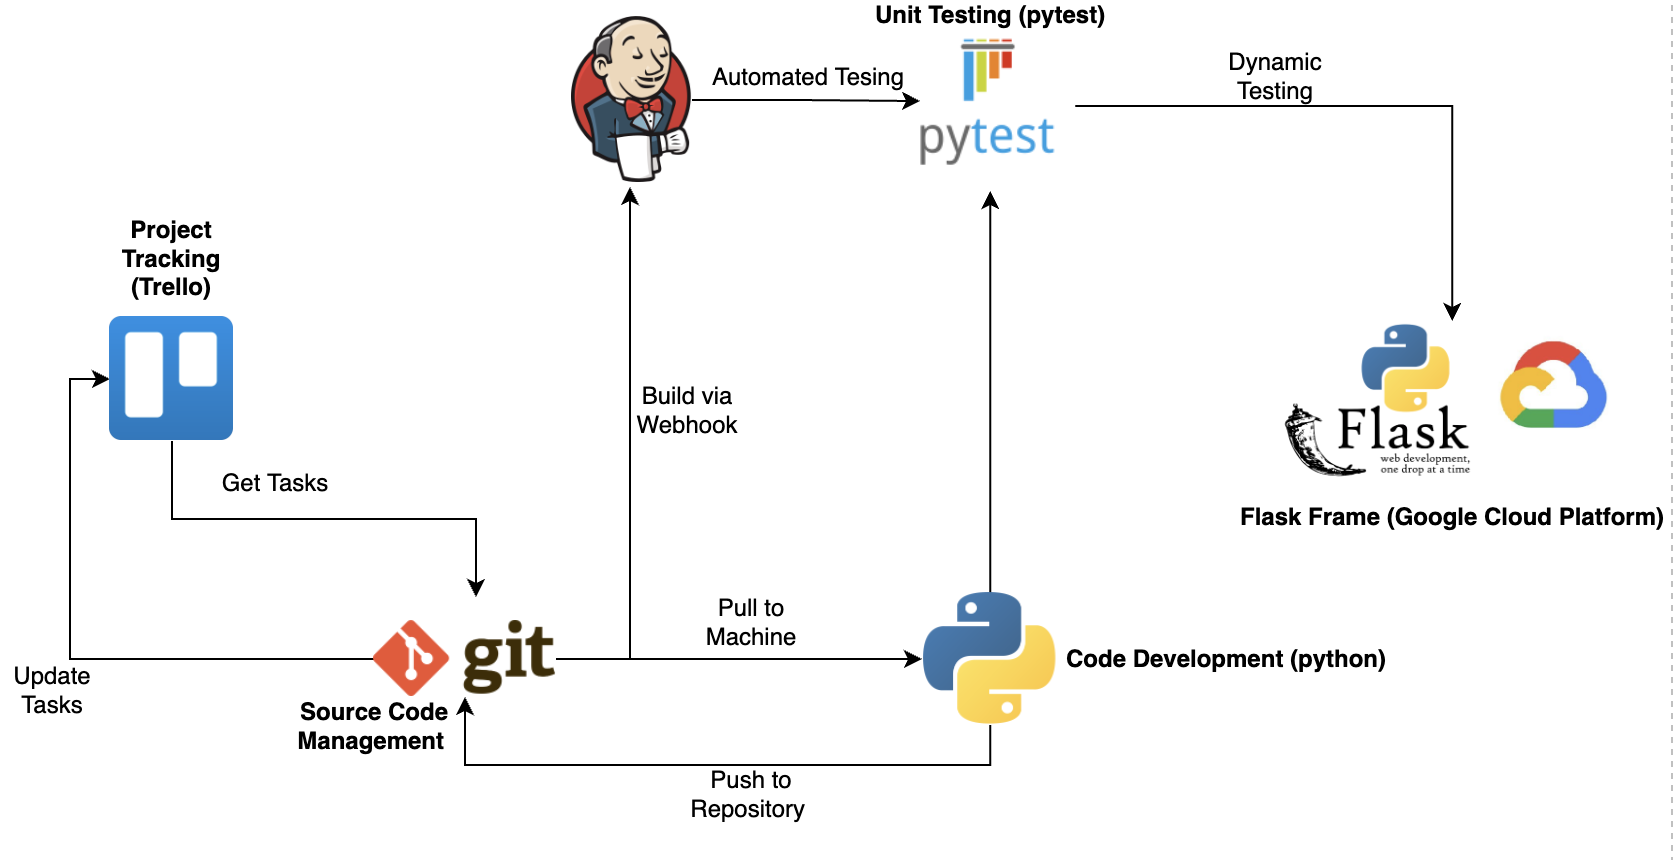 Unit Testing (pytest)
Automated Tesing
pytest
Dynamic
Testing
Project
Tracking
(Trello)
Build via
Webhook
Get Tasks
Flask
web development,
one drop at a time
Flask Frame (Google Cloud Platform)
Pull to
Machine
git
Code Development (python)
Update
Tasks
Source Code
Management
Push to
Repository